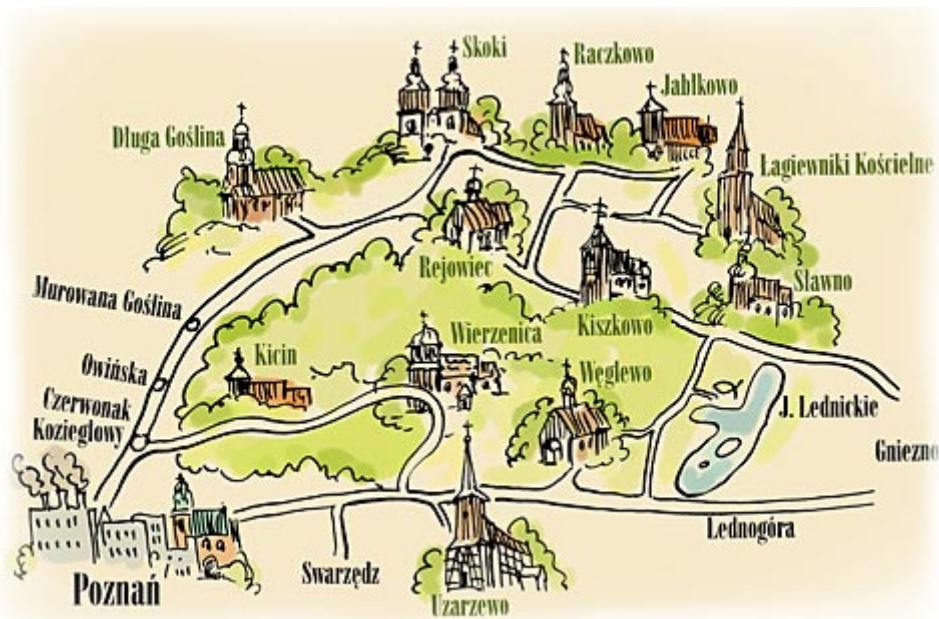 Skoki
Raczkowo
Jabłkowo
Długa Goślina
Łagiewniki Kościelne
Rejowiec
Sławno
Murowana Goślina
Kiszkowo
Wierzenica
Kicin
Owińska
Węglewo
Czerwonak
Koziegłowy
J. Lednickie
Gniezno
Lednogóra
Swarzędz
Poznań
Uzarzewo